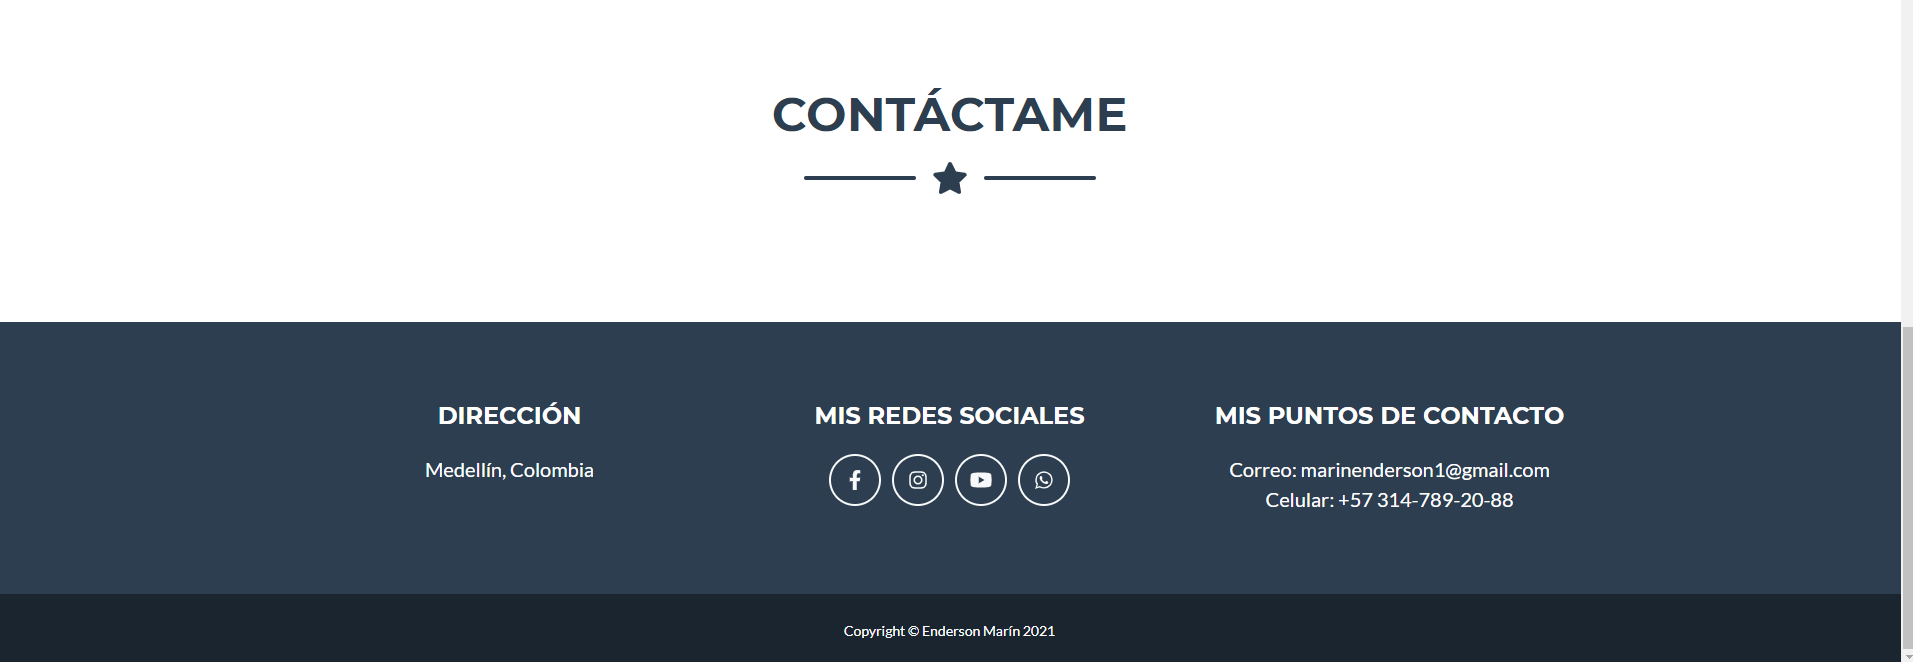 CONTÁCTAME
DIRECCIÓN
Medellín, Colombia
MIS REDES SOCIALES
MIS PUNTOS DE CONTACTO
Correo: marinenderson1@gmail.com
Celular: +57 314-789-20-88
Copyright © Enderson Marín 2021